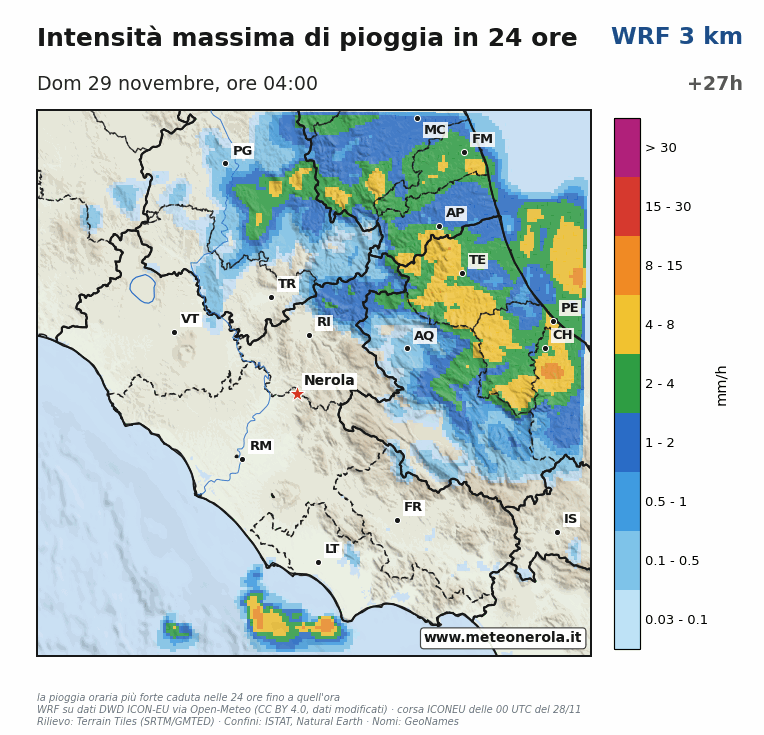 Intensità massima di pioggia in 24 ore
WRF 3 km
Dom 29 novembre, ore 04:00
+27h
MC
FM
PG
AP
TE
TR
PE
VT
RI
CH
AQ
Nerola
RM
FR
IS
LT
www.meteonerola.it
> 30
15 - 30
8 - 15
4 - 8
2 - 4
1 - 2
0.5 - 1
0.1 - 0.5
0.03 - 0.1
mm/h
la pioggia oraria più forte caduta nelle 24 ore fino a quell'ora
WRF su dati DWD ICON-EU via Open-Meteo (CC BY 4.0, dati modificati) · corsa ICONEU delle 00 UTC del 28/11
Rilievo: Terrain Tiles (SRTM/GMTED) · Confini: ISTAT, Natural Earth · Nomi: GeoNames